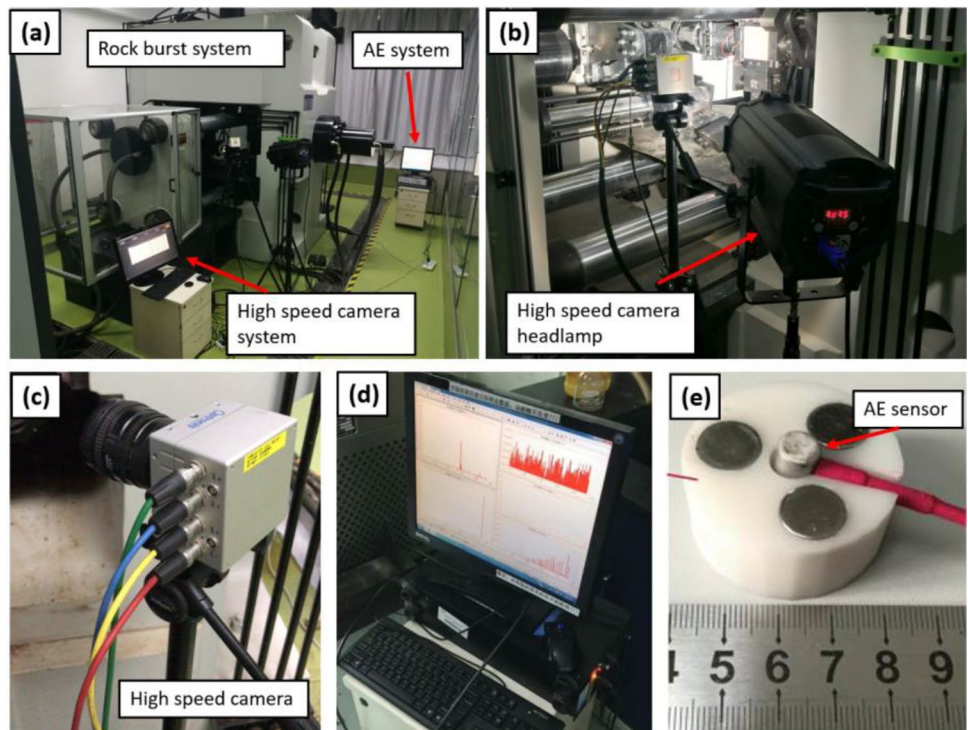 (a)
Rock burst system
AE system
High speed camera
system
(b)
High speed camera
headlamp
(c)
High speed camera
(d)
(e)
AE sensor
4 5 6 7 8 9